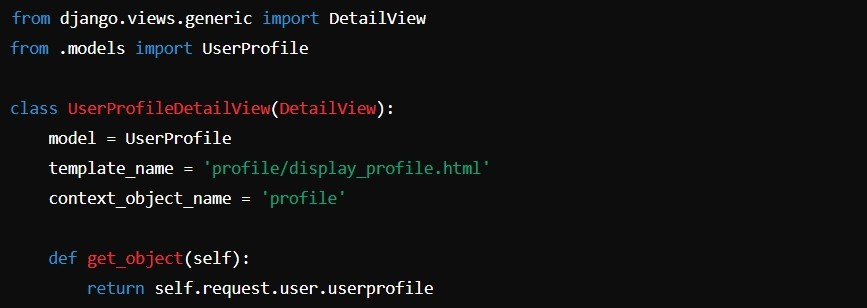 from django.views.generic import DetailView
from .models import UserProfile

class UserProfileDetailView(DetailView):
    model = UserProfile
    template_name = 'profile/display_profile.html'
    context_object_name = 'profile'

    def get_object(self):
        return self.request.user.userprofile